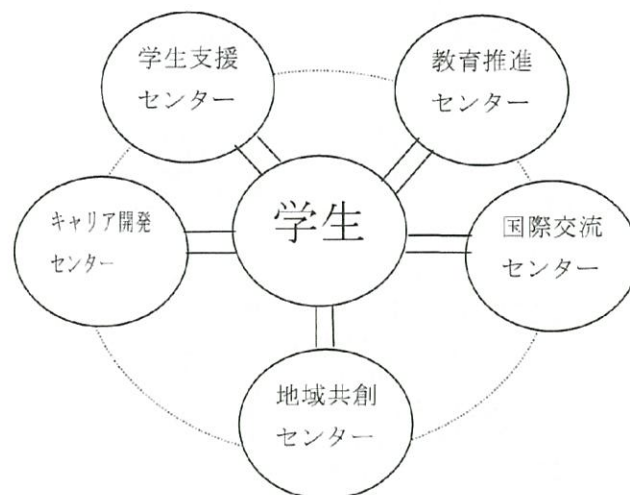 学生支援
センター
教育推進
センター
キャリア開発
センター
学生
国際交流
センター
地域共創
センター